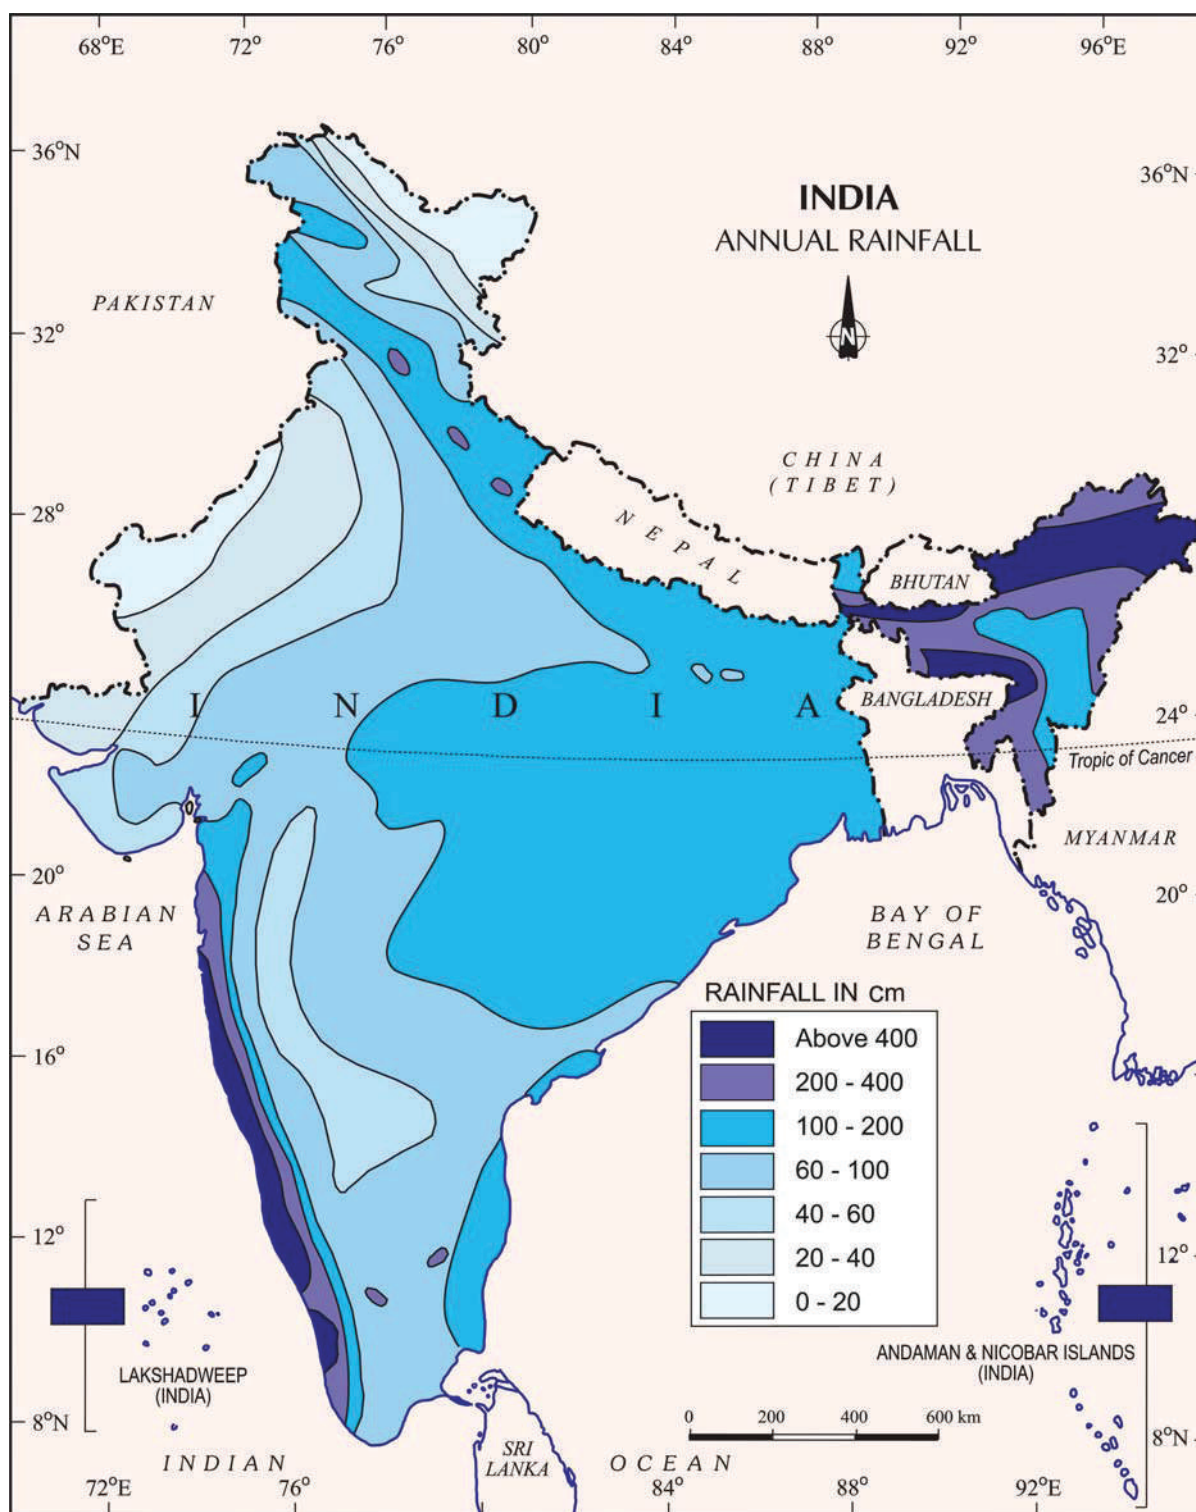 68°E 72° 76° 80° 84° 88° 92° 96°E
36°N
36°N
INDIA
ANNUAL RAINFALL
N
PAKISTAN
32°
32°
CHINA
(TIBET)
28°
28°
NEPAL
BHUTAN
INDIA
BANGLADESH
24°
24°
Tropic of Cancer
MYANMAR
20°
20°
ARABIAN
SEA
BAY OF
BENGAL
RAINFALL IN cm
Above 400
200 - 400
100 - 200
60 - 100
40 - 60
20 - 40
0 - 20
16°
16°
12°
12°
LAKSHADWEEP
(INDIA)
ANDAMAN & NICOBAR ISLANDS
(INDIA)
8°N
8°N
0 200 400 600 km
INDIAN OCEAN
SRI
LANKA
72°E 76° 84° 88° 92°E